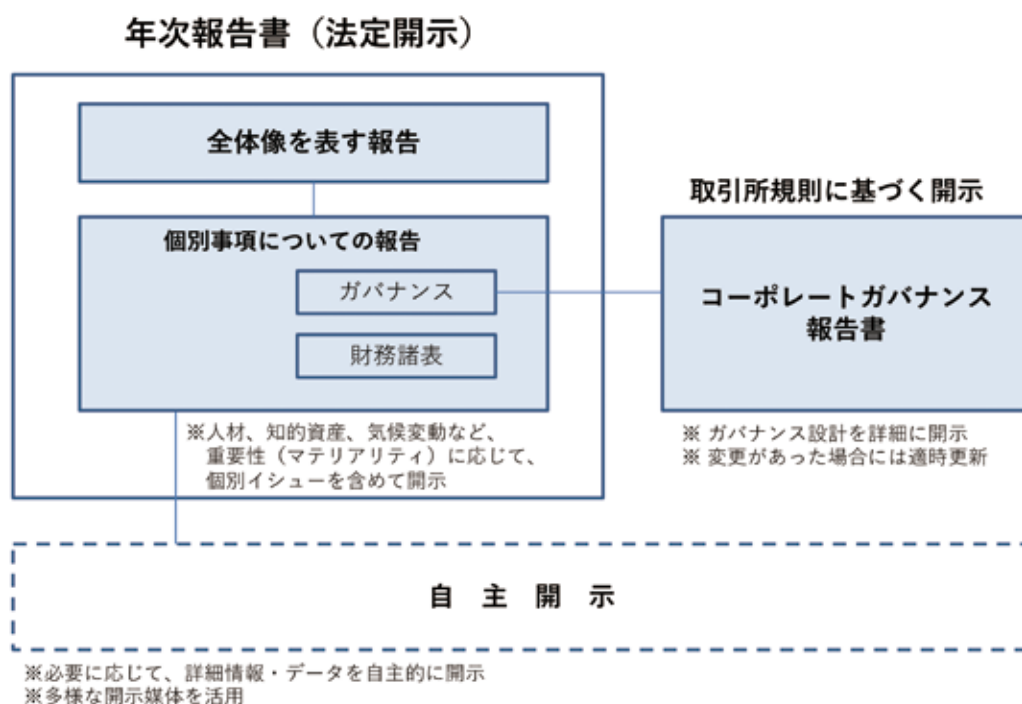 年次報告書（法定開示）
全体像を表す報告
個別事項についての報告
ガバナンス
財務諸表
※人材、知的資産、気候変動など、
重要性（マテリアリティ）に応じて、
個別イシューを含めて開示
取引所規則に基づく開示
コーポレートガバナンス
報告書
※ ガバナンス設計を詳細に開示
※ 変更があった場合には適時更新
自 主 開 示
※必要に応じて、詳細情報・データを自主的に開示
※多様な開示媒体を活用